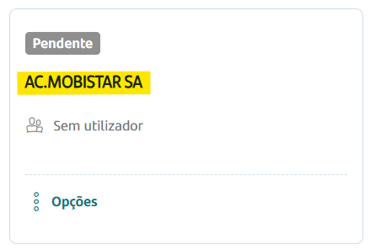 Pendente
AC.MOBISTAR SA
Sem utilizador
Opções